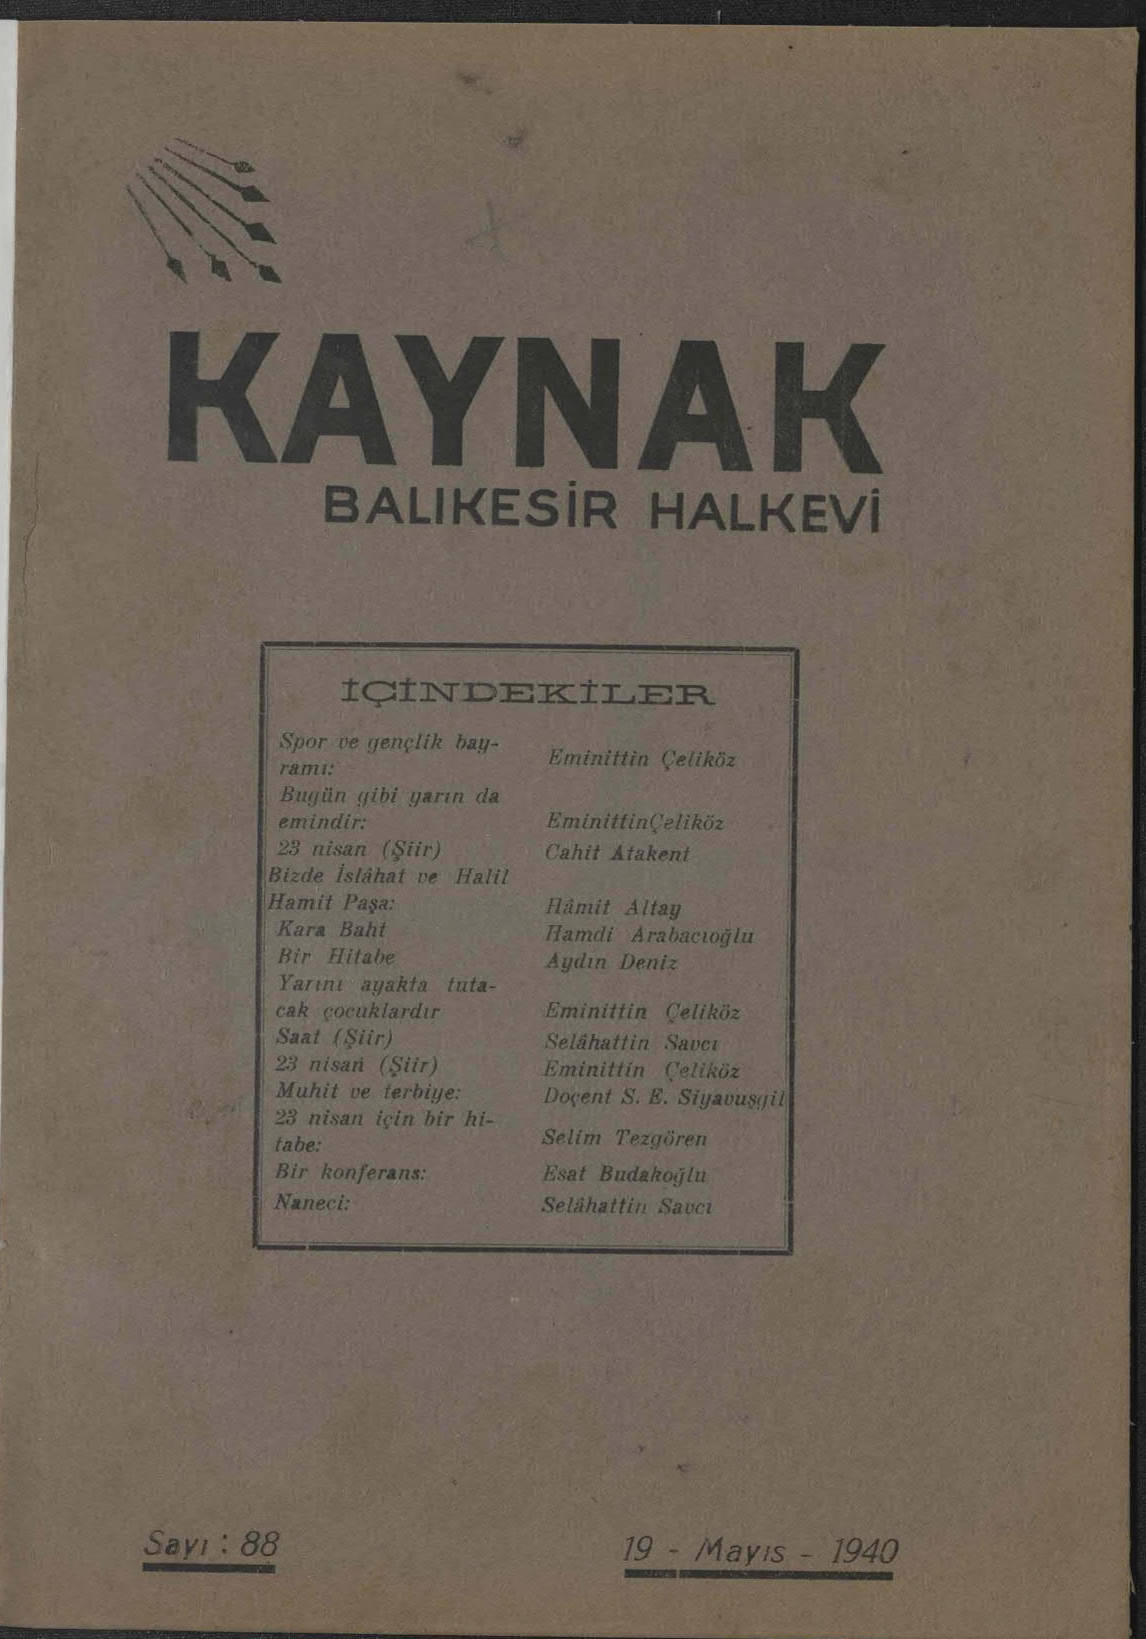 KAYNAK
BALIKESİR HALKEVİ
İÇİNDEKİLER
Spor ve gençlik bay-
ramı: Eminittin Çeliköz
Bugün gibi yarın da
emindir: EminittinÇeliköz
23 nisan (Şiir) Cahit Atakent
Bizde İslâhat ve Halil
Hamit Paşa: Hâmit Altay
Kara Baht Hamdi Arabacıoğlu
Bir Hitabe Aydın Deniz
Yarını ayakta tuta-
cak çocuklardır Eminittin Çeliköz
Saat (Şiir) Selâhattin Savcı
23 nisan (Şiir) Eminittin Çeliköz
Muhit ve terbiye: Doçent S. E. Siyavuşgil
23 nisan için bir hi-
tabe: Selim Tezgören
Bir konferans: Esat Budakoğlu
Naneci: Selâhattin Savcı
Sayı : 88
19 - Mayıs - 1940